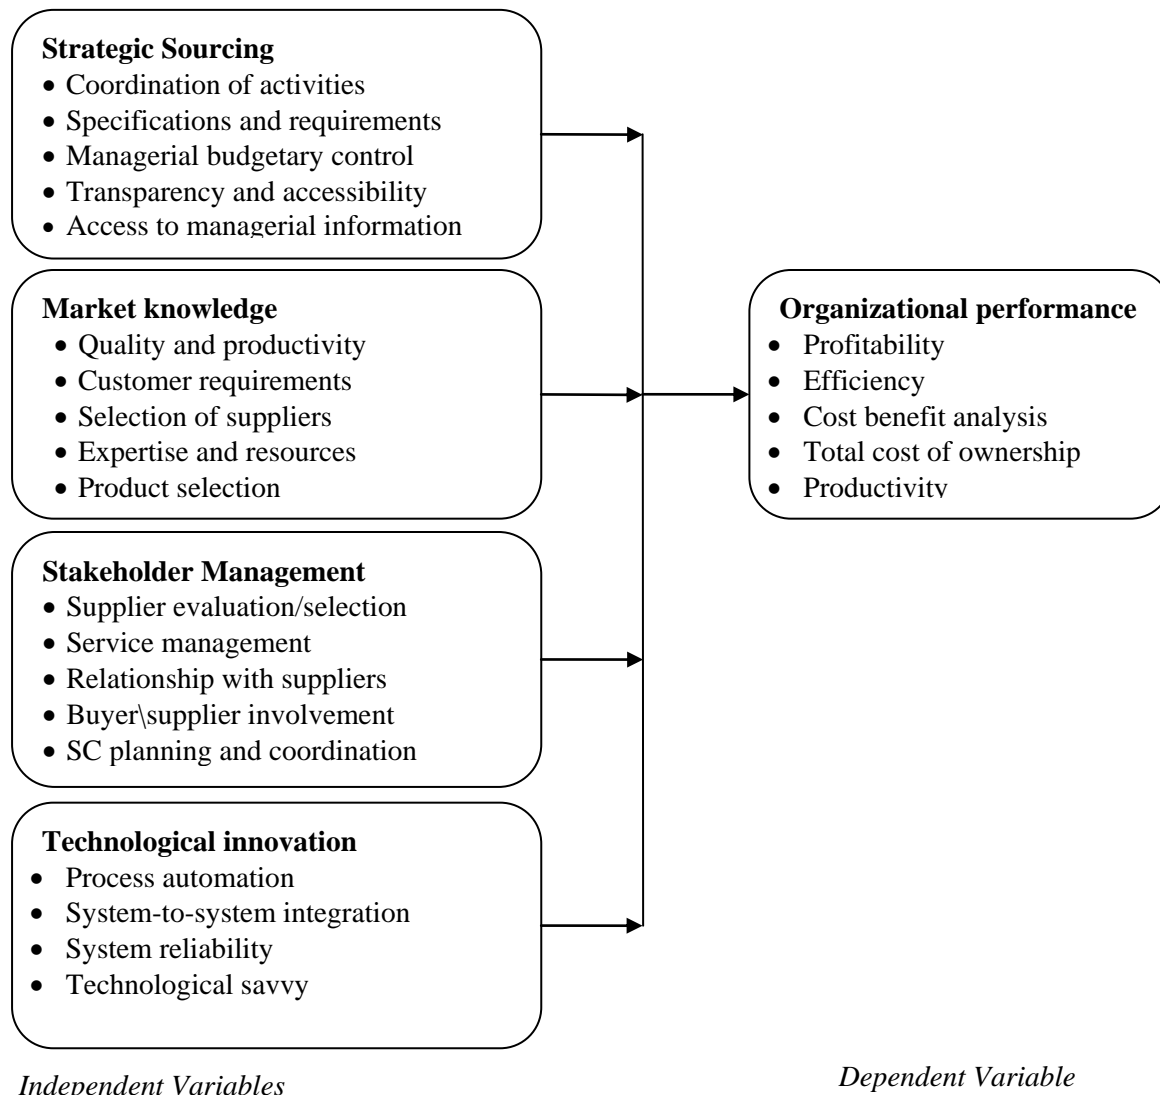 Strategic Sourcing
• Coordination of activities
• Specifications and requirements
• Managerial budgetary control
• Transparency and accessibility
• Access to managerial information
Market knowledge
• Quality and productivity
• Customer requirements
• Selection of suppliers
• Expertise and resources
• Product selection
Stakeholder Management
• Supplier evaluation/selection
• Service management
• Relationship with suppliers
• Buyer\supplier involvement
• SC planning and coordination
Technological innovation
• Process automation
• System-to-system integration
• System reliability
• Technological savvy
Independent Variables
Organizational performance
• Profitability
• Efficiency
• Cost benefit analysis
• Total cost of ownership
• Productivity
Dependent Variable